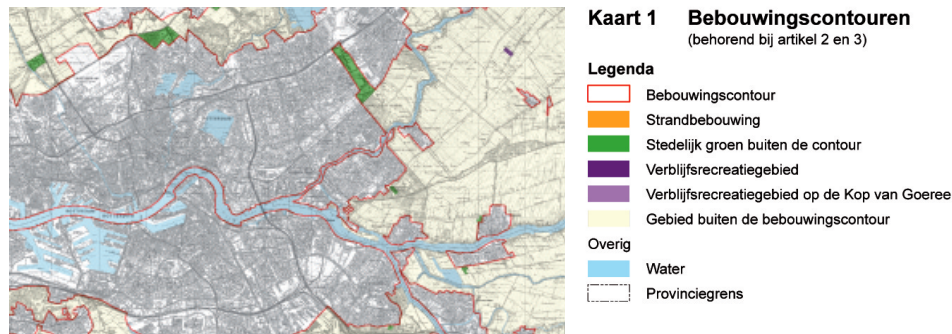 Kaart 1 Bebouwingscontouren
(behorend bij artikel 2 en 3)
Legenda
Bebouwingscontour
Strandbebouwing
Stedelijk groen buiten de contour
Verblijfsrecreatiegebied
Verblijfsrecreatiegebied op de Kop van Goeree
Gebied buiten de bebouwingscontour
Overig
Water
Provinciegrens